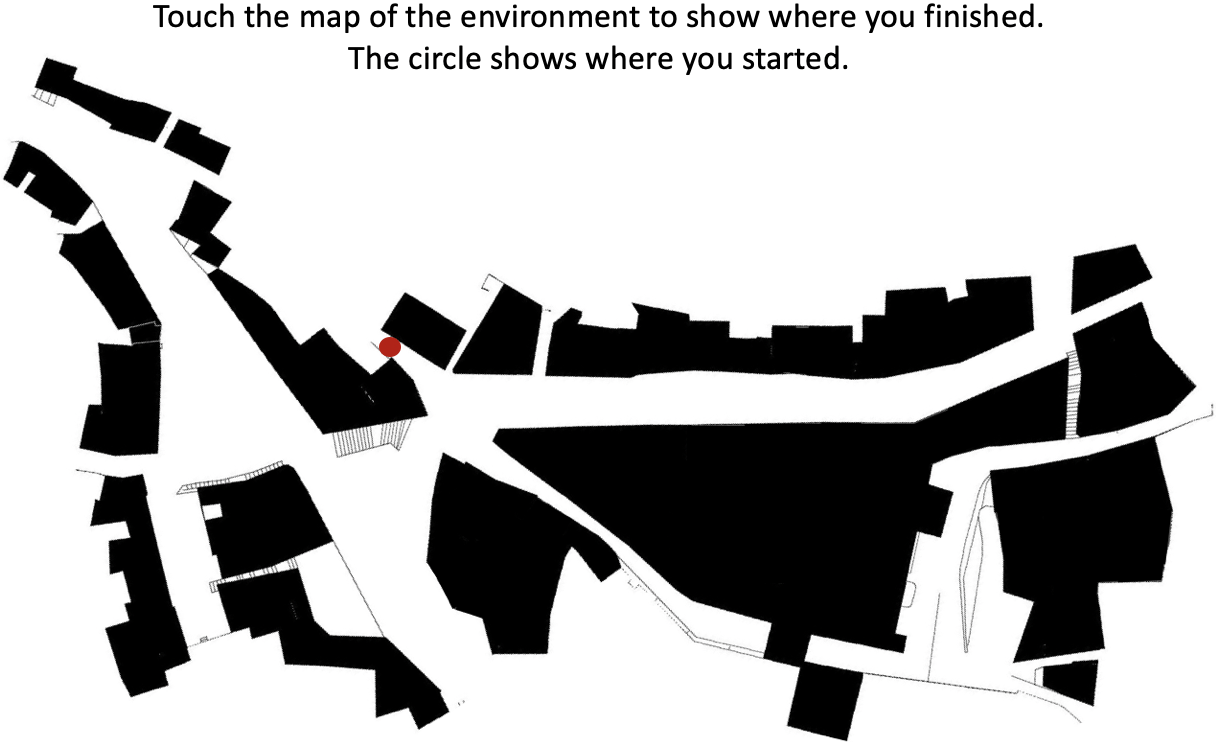 Touch the map of the environment to show where you finished.
The circle shows where you started.